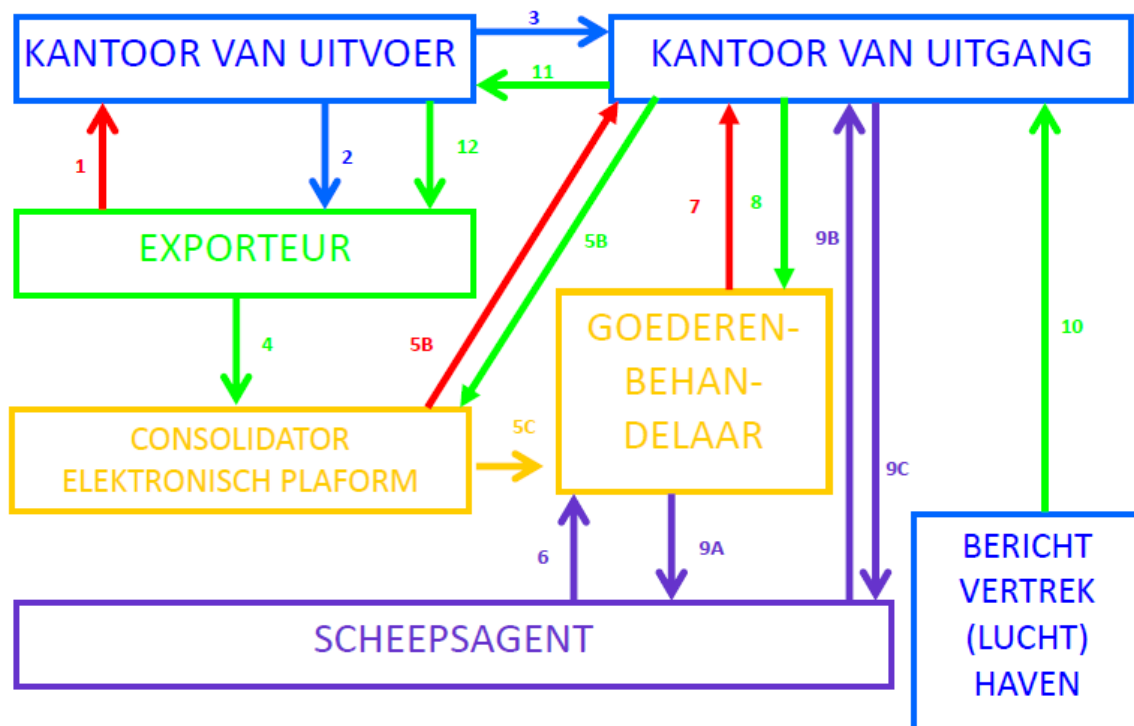 3
KANTOOR VAN UITVOER
KANTOOR VAN UITGANG
11
1
2
12
7
8
9B
5B
EXPORTEUR
10
4
5B
GOEDEREN-
BEHAN-
DELAAR
CONSOLIDATOR
ELEKTRONISCH PLAFORM
5C
9C
6
9A
BERICHT
VERTREK
(LUCHT)
HAVEN
SCHEEPSAGENT